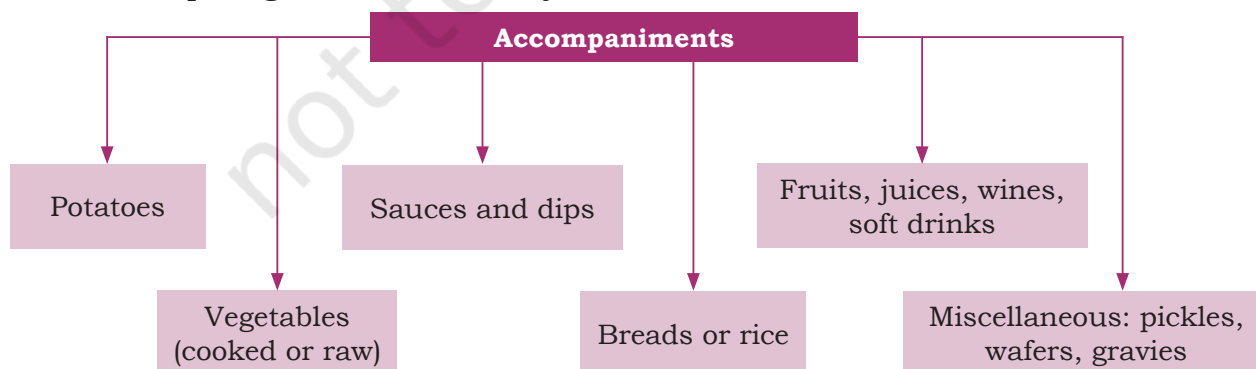 Accompaniments
Potatoes
Sauces and dips
Fruits, juices, wines,
soft drinks
Vegetables
(cooked or raw)
Breads or rice
Miscellaneous: pickles,
wafers, gravies
not